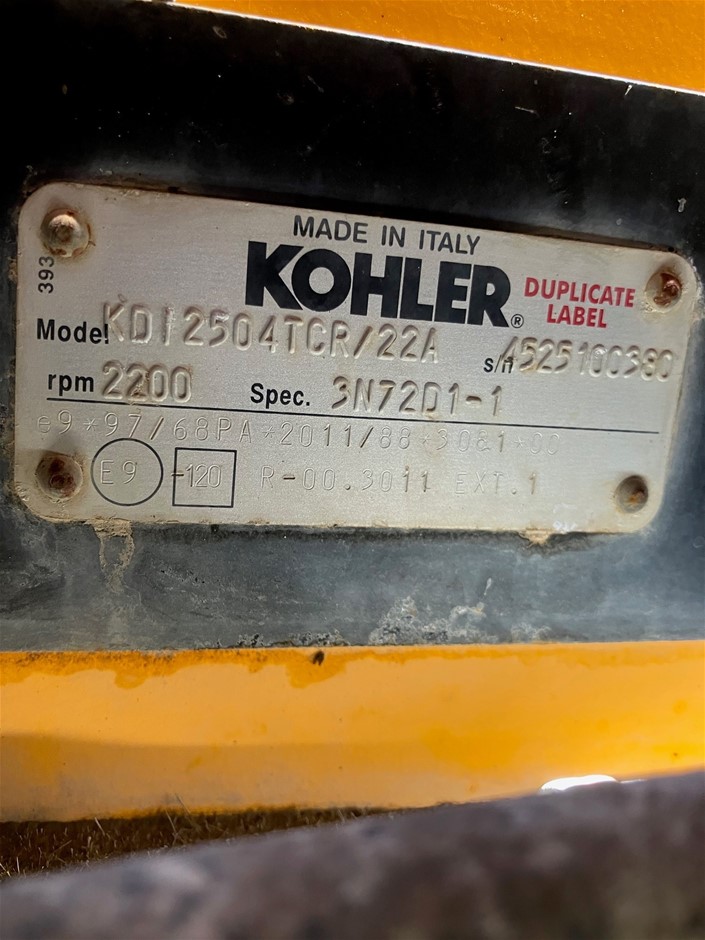 MADE IN ITALY
393
KOHLER®
DUPLICATE LABEL
Model KDI2504TCR/22A s/n 4525100380
rpm 2200 Spec. 3N72D1-1
e9*97/68PA*2011/88*3081*00
E9 -120 R-00.3011 EXT.1